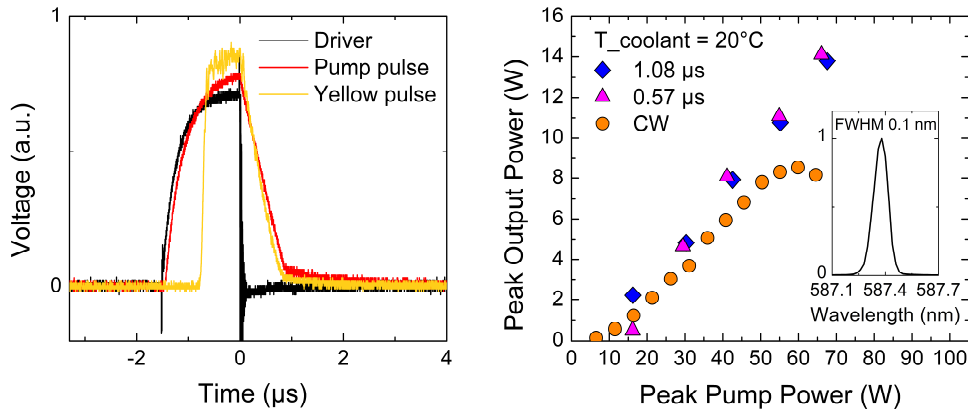 1
0
-2
0
2
4
Voltage (a.u.)
Time (µs)
Driver
Pump pulse
Yellow pulse
16
14
12
10
8
6
4
2
0
0 10 20 30 40 50 60 70 80 90 100
Peak Output Power (W)
Peak Pump Power (W)
T_coolant = 20°C
1.08 µs
0.57 µs
CW
FWHM 0.1 nm
1
0
587.1 587.4 587.7
Wavelength (nm)